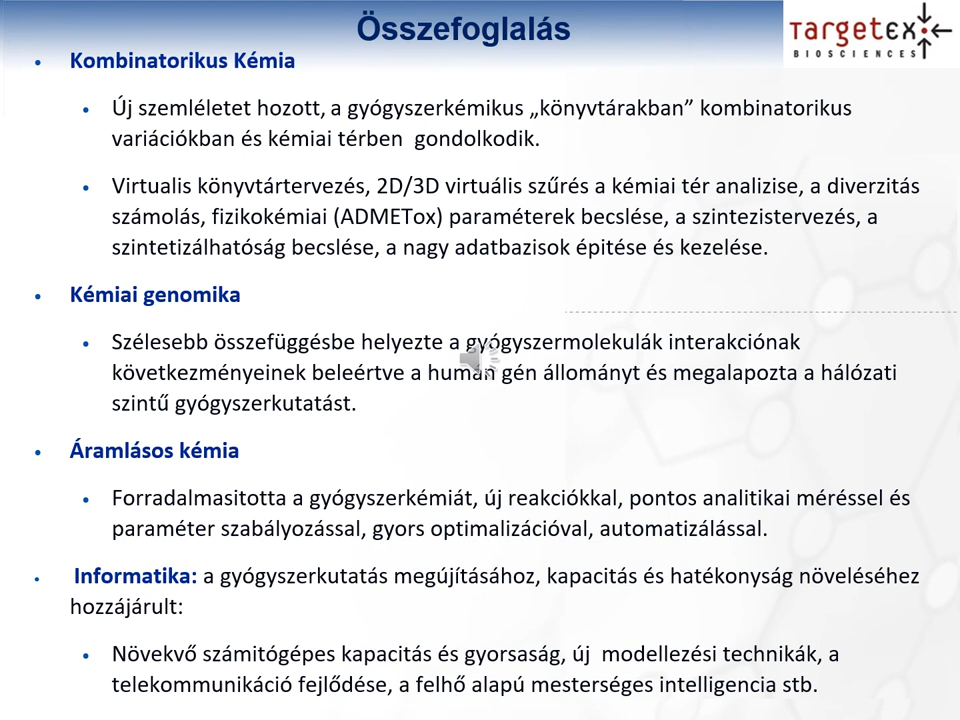 Összefoglalás
TARGETEX
BIOSCIENCES
• Kombinatorikus Kémia
• Új szemléletet hozott, a gyógyszerkémikus „könyvtárakban” kombinatorikus
variációkban és kémiai térben gondolkodik.
• Virtualis könyvtártervezés, 2D/3D virtuális szűrés a kémiai tér analizise, a diverzitás
számolás, fizikokémiai (ADMETox) paraméterek becslése, a szintezistervezés, a
szintetizálhatóság becslése, a nagy adatbazisok épitése és kezelése.
• Kémiai genomika
• Szélesebb összefüggésbe helyezte a gyógyszermolekulák interakciónak
következményeinek beleértve a humán gén állományt és megalapozta a hálózati
szintű gyógyszerkutatást.
• Áramlásos kémia
• Forradalmasitotta a gyógyszerkémiát, új reakciókkal, pontos analitikai méréssel és
paraméter szabályozással, gyors optimalizációval, automatizálással.
• Informatika: a gyógyszerkutatás megújításához, kapacitás és hatékonyság növeléséhez
hozzájárult:
• Növekvő számitógépes kapacitás és gyorsaság, új modellezési technikák, a
telekommunikáció fejlődése, a felhő alapú mesterséges intelligencia stb.